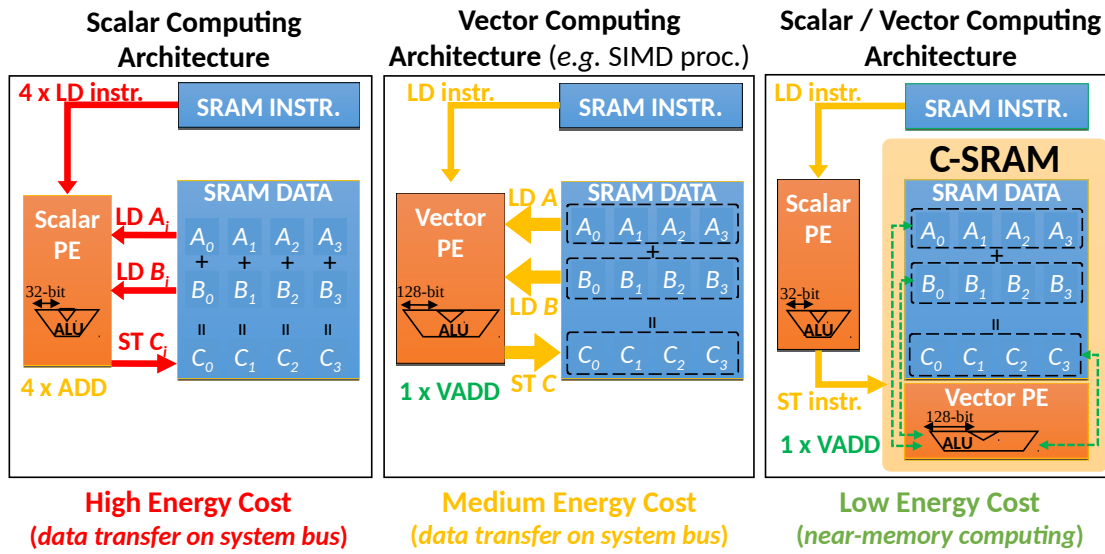 Scalar Computing
Architecture
4 x LD instr.
SRAM INSTR.
SRAM DATA
Scalar
PE
LD Ai
LD Bi
ST Ci
32-bit
ALU
4 x ADD
A0 A1 A2 A3
+ + + +
B0 B1 B2 B3
= = = =
C0 C1 C2 C3
High Energy Cost
(data transfer on system bus)
Vector Computing
Architecture (e.g. SIMD proc.)
LD instr.
SRAM INSTR.
SRAM DATA
Vector
PE
LD A
LD B
ST C
128-bit
ALU
1 x VADD
A0 A1 A2 A3
+
B0 B1 B2 B3
=
C0 C1 C2 C3
Medium Energy Cost
(data transfer on system bus)
Scalar / Vector Computing
Architecture
LD instr.
SRAM INSTR.
C-SRAM
SRAM DATA
Scalar
PE
32-bit
ALU
A0 A1 A2 A3
+
B0 B1 B2 B3
=
C0 C1 C2 C3
ST instr.
Vector PE
128-bit
ALU
1 x VADD
Low Energy Cost
(near-memory computing)